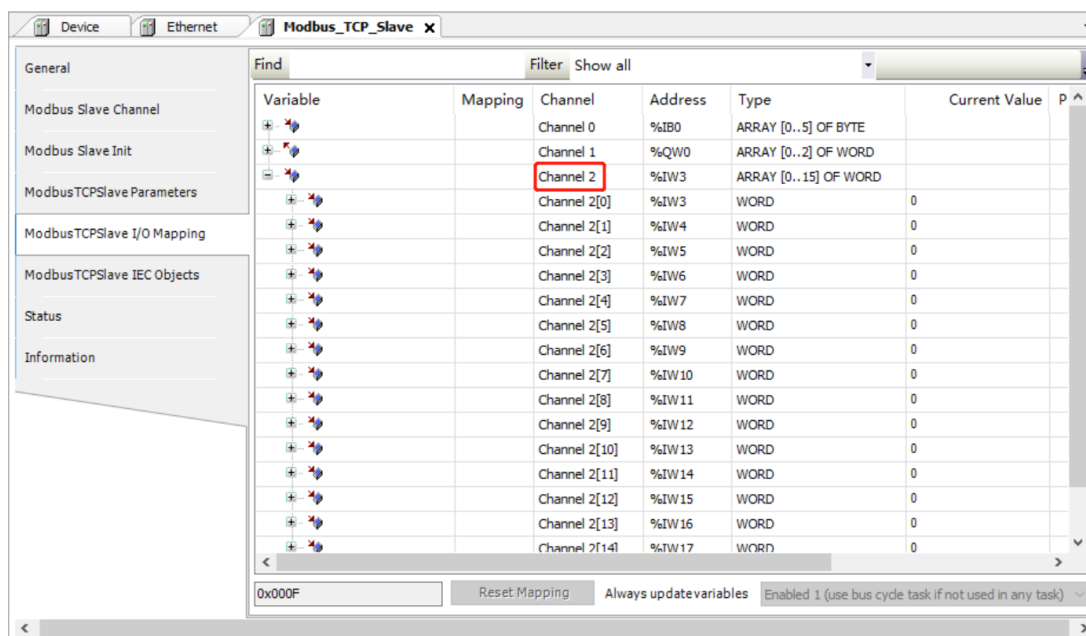 Device Ethernet Modbus_TCP_Slave X
General
Modbus Slave Channel
Modbus Slave Init
ModbusTCPSlave Parameters
ModbusTCPSlave I/O Mapping
ModbusTCPSlave IEC Objects
Status
Information
Find Filter Show all
Variable Mapping Channel Address Type Current Value P
Channel 0 %IB0 ARRAY [0..5] OF BYTE
Channel 1 %QW0 ARRAY [0..2] OF WORD
Channel 2 %IW3 ARRAY [0..15] OF WORD
Channel 2[0] %IW3 WORD 0
Channel 2[1] %IW4 WORD 0
Channel 2[2] %IW5 WORD 0
Channel 2[3] %IW6 WORD 0
Channel 2[4] %IW7 WORD 0
Channel 2[5] %IW8 WORD 0
Channel 2[6] %IW9 WORD 0
Channel 2[7] %IW10 WORD 0
Channel 2[8] %IW11 WORD 0
Channel 2[9] %IW12 WORD 0
Channel 2[10] %IW13 WORD 0
Channel 2[11] %IW14 WORD 0
Channel 2[12] %IW15 WORD 0
Channel 2[13] %IW16 WORD 0
Channel 2[14] %IW17 WORD 0
0x000F Reset Mapping Always update variables Enabled 1 (use bus cycle task if not used in any task)